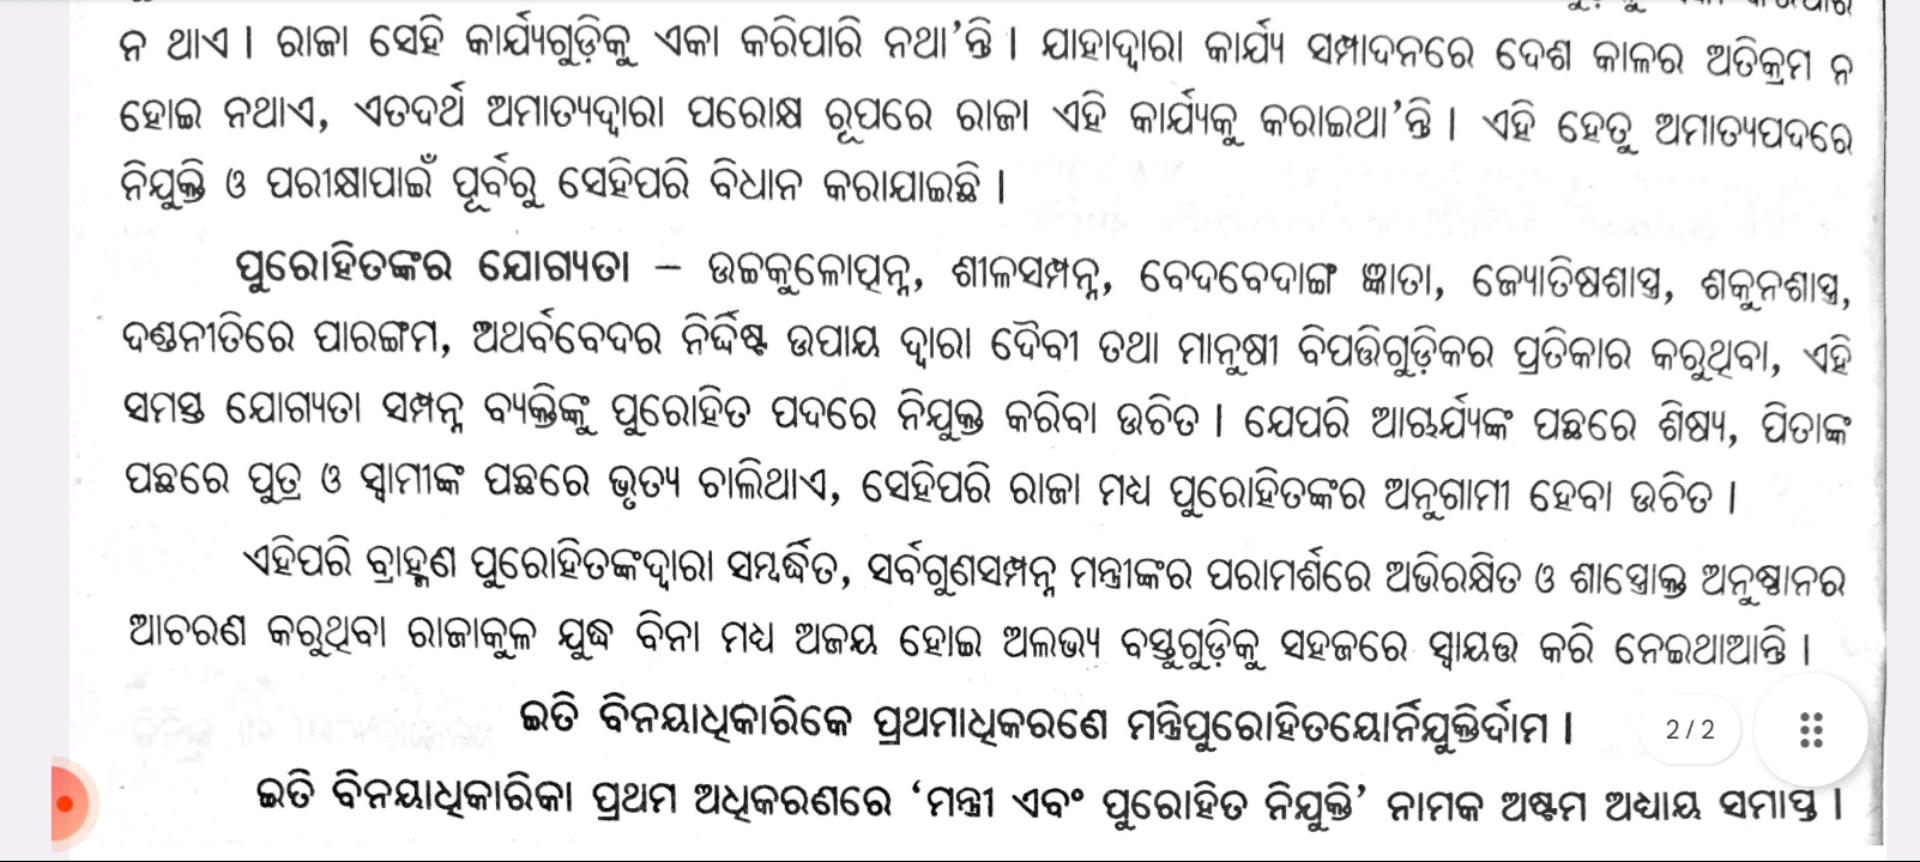 ନ ଥାଏ । ରାଜା ସେହି କାର୍ଯ୍ୟଗୁଡ଼ିକୁ ଏକା କରିପାରି ନଥା’ନ୍ତି । ଯାହାଦ୍ୱାରା କାର୍ଯ୍ୟ ସମ୍ପାଦନରେ ଦେଶ କାଳର ଅତିକ୍ରମ ନ
ହୋଇ ନଥାଏ, ଏତଦର୍ଥ ଅମାତ୍ୟଦ୍ୱାରା ପରୋକ୍ଷ ରୂପରେ ରାଜା ଏହି କାର୍ଯ୍ୟକୁ କରାଇଥା’ନ୍ତି । ଏହି ହେତୁ ଅମାତ୍ୟପଦରେ
ନିଯୁକ୍ତି ଓ ପରୀକ୍ଷାପାଇଁ ପୂର୍ବରୁ ସେହିପରି ବିଧାନ କରାଯାଇଛି ।
ପୁରୋହିତଙ୍କର ଯୋଗ୍ୟତା – ଉଚ୍ଚକୁଳୋତ୍ପନ୍ନ, ଶୀଳସମ୍ପନ୍ନ, ବେଦବେଦାଙ୍ଗ ଜ୍ଞାତା, ଜ୍ୟୋତିଷଶାସ୍ତ୍ର, ଶକୁନଶାସ୍ତ୍ର,
ଦଣ୍ଡନୀତିରେ ପାରଙ୍ଗମ, ଅଥର୍ବବେଦର ନିର୍ଦ୍ଦିଷ୍ଟ ଉପାୟ ଦ୍ୱାରା ଦୈବୀ ତଥା ମାନୁଷୀ ବିପତ୍ତିଗୁଡ଼ିକର ପ୍ରତିକାର କରୁଥିବା, ଏହି
ସମସ୍ତ ଯୋଗ୍ୟତା ସମ୍ପନ୍ନ ବ୍ୟକ୍ତିଙ୍କୁ ପୁରୋହିତ ପଦରେ ନିଯୁକ୍ତ କରିବା ଉଚିତ । ଯେପରି ଆଚାର୍ଯ୍ୟଙ୍କ ପଛରେ ଶିଷ୍ୟ, ପିତାଙ୍କ
ପଛରେ ପୁତ୍ର ଓ ସ୍ୱାମୀଙ୍କ ପଛରେ ଭୃତ୍ୟ ଚାଲିଥାଏ, ସେହିପରି ରାଜା ମଧ୍ୟ ପୁରୋହିତଙ୍କର ଅନୁଗାମୀ ହେବା ଉଚିତ ।
ଏହିପରି ବ୍ରାହ୍ମଣ ପୁରୋହିତଙ୍କଦ୍ୱାରା ସମ୍ବର୍ଦ୍ଧିତ, ସର୍ବଗୁଣସମ୍ପନ୍ନ ମନ୍ତ୍ରୀଙ୍କର ପରାମର୍ଶରେ ଅଭିରକ୍ଷିତ ଓ ଶାସ୍ତ୍ରୋକ୍ତ ଅନୁଷ୍ଠାନର
ଆଚରଣ କରୁଥିବା ରାଜାକୁଳ ଯୁଦ୍ଧ ବିନା ମଧ୍ୟ ଅଜୟ ହୋଇ ଅଲଭ୍ୟ ବସ୍ତୁଗୁଡ଼ିକୁ ସହଜରେ ସ୍ୱାୟତ୍ତ କରି ନେଇଥାଆନ୍ତି ।
ଇତି ବିନୟାଧିକାରିକେ ପ୍ରଥମାଧିକରଣେ ମନ୍ତ୍ରିପୁରୋହିତୟୋର୍ନିଯୁକ୍ତିର୍ଦାମ ।
2/2
ଇତି ବିନୟାଧିକାରିକା ପ୍ରଥମ ଅଧିକରଣରେ ‘ମନ୍ତ୍ରୀ ଏବଂ ପୁରୋହିତ ନିଯୁକ୍ତି’ ନାମକ ଅଷ୍ଟମ ଅଧ୍ୟାୟ ସମାପ୍ତ ।